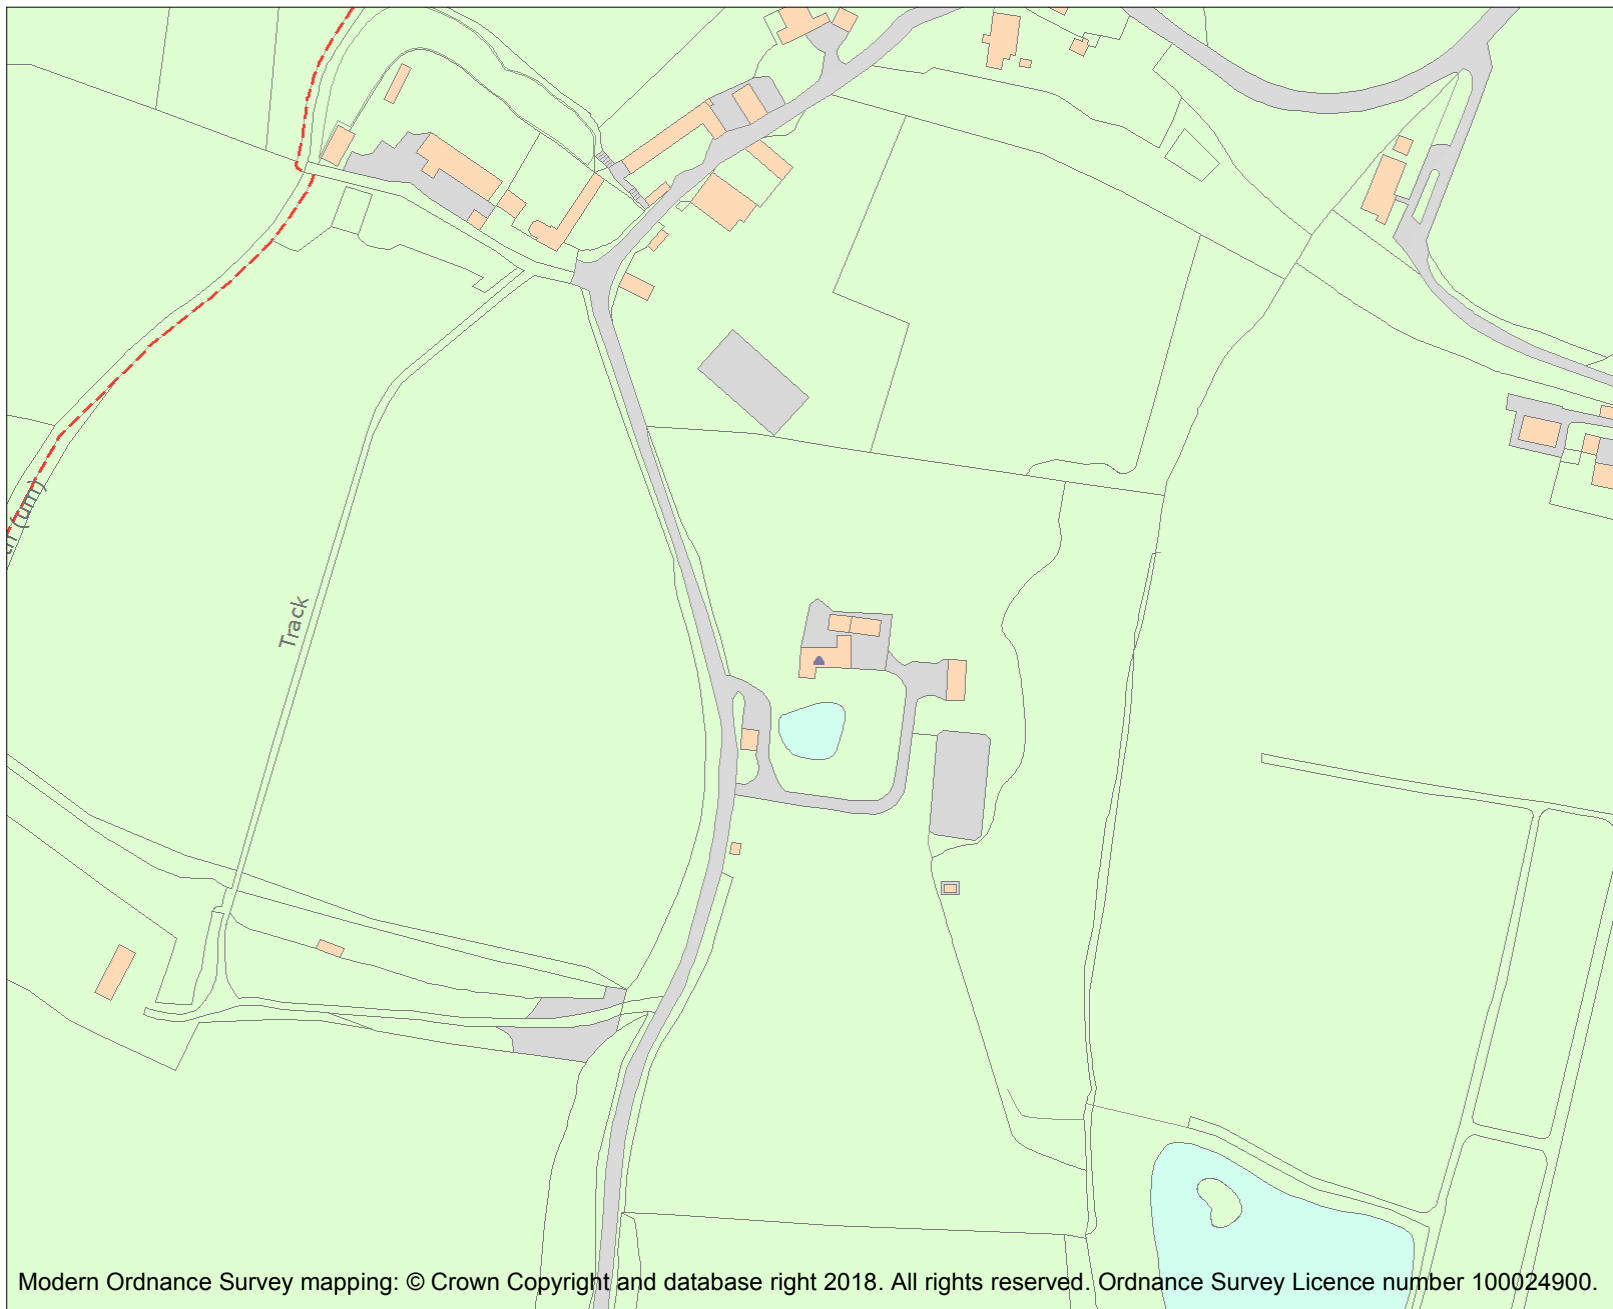 (um)
Track
Modern Ordnance Survey mapping: © Crown Copyright and database right 2018. All rights reserved. Ordnance Survey Licence number 100024900.